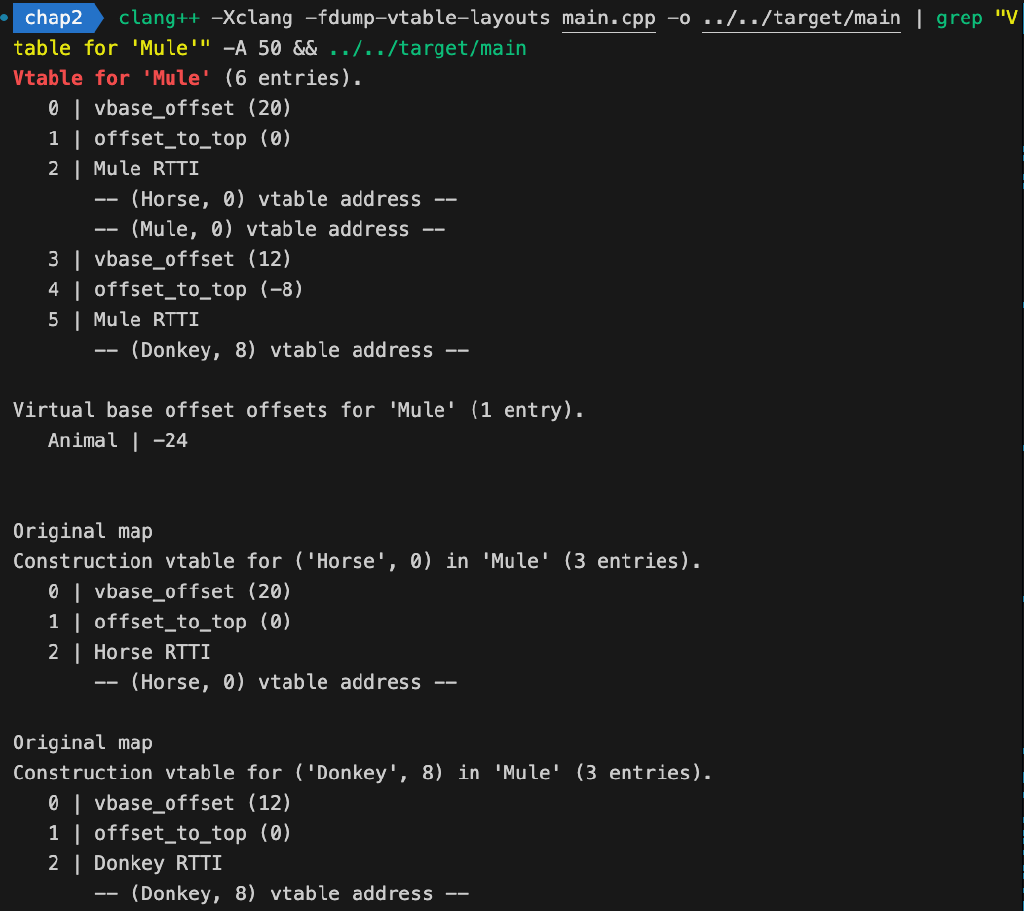 chap2 clang++ -Xclang -fdump-vtable-layouts main.cpp -o ../../target/main | grep "V
table for 'Mule'" -A 50 && ../../target/main
Vtable for 'Mule' (6 entries).
   0 | vbase_offset (20)
   1 | offset_to_top (0)
   2 | Mule RTTI
       -- (Horse, 0) vtable address --
       -- (Mule, 0) vtable address --
   3 | vbase_offset (12)
   4 | offset_to_top (-8)
   5 | Mule RTTI
       -- (Donkey, 8) vtable address --
Virtual base offset offsets for 'Mule' (1 entry).
   Animal | -24
Original map
Construction vtable for ('Horse', 0) in 'Mule' (3 entries).
   0 | vbase_offset (20)
   1 | offset_to_top (0)
   2 | Horse RTTI
       -- (Horse, 0) vtable address --
Original map
Construction vtable for ('Donkey', 8) in 'Mule' (3 entries).
   0 | vbase_offset (12)
   1 | offset_to_top (0)
   2 | Donkey RTTI
       -- (Donkey, 8) vtable address --